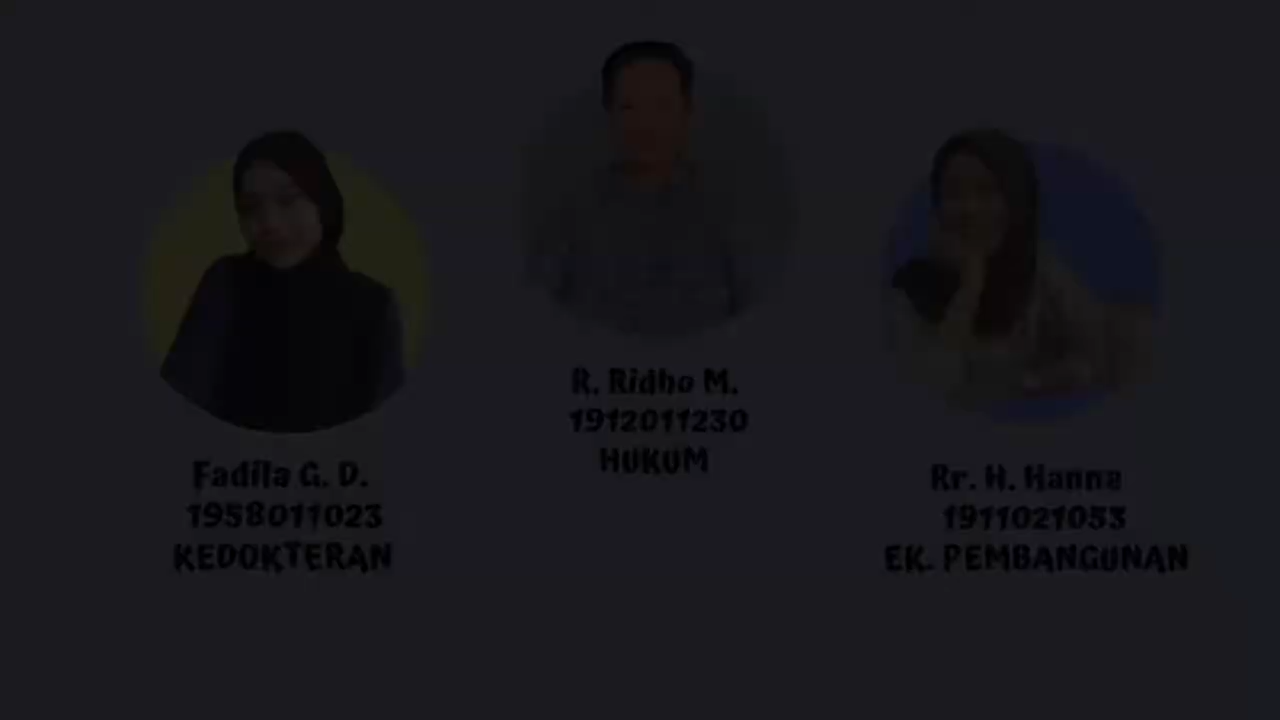 Fadila G. D.
1958011023
KEDOKTERAN
R. Ridho M.
1912011230
HUKUM
Rr. H. Hanna
1911021053
EK. PEMBANGUNAN